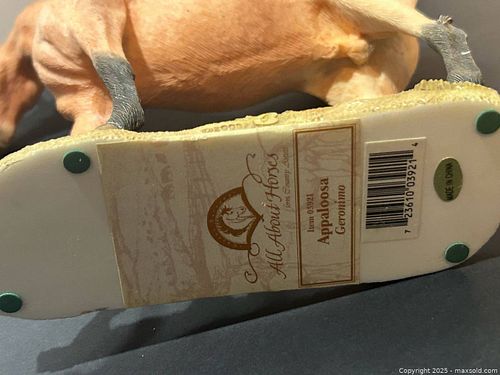 All About Horses
from Country Artists
Item 03921
Appaloosa
Geronimo
7 23610 03921 4
MADE IN CHINA
Copyright 2025 - maxsold.com